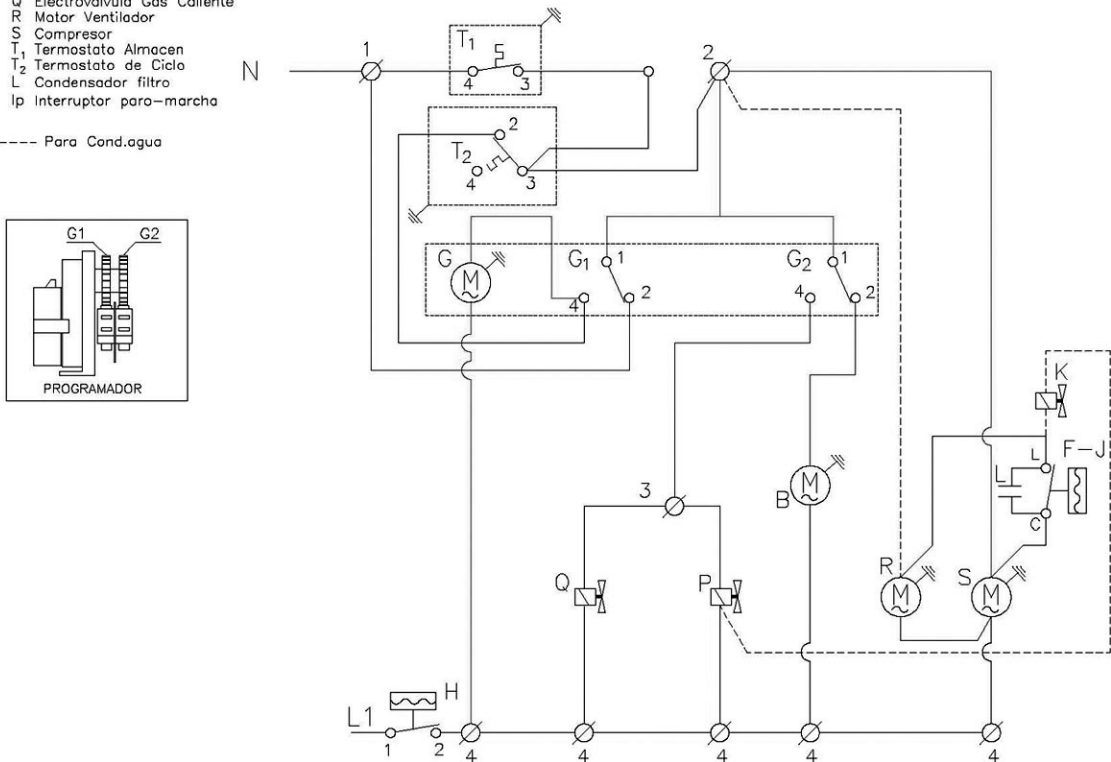 Q Electrovalvula Gas Caliente
R Motor Ventilador
S Compresor
T1 Termostato Almacen
T2 Termostato de Ciclo
L Condensador filtro
Ip Interruptor paro-marcha
---- Para Cond.agua
N
1
T1
4
3
2
2
T2
4
3
G1
G2
PROGRAMADOR
G
M
G1
1
4
2
G2
1
4
2
K
F-J
L
L
C
3
B
M
Q
P
R
M
S
M
H
L1
1
2
4
4
4
4
4